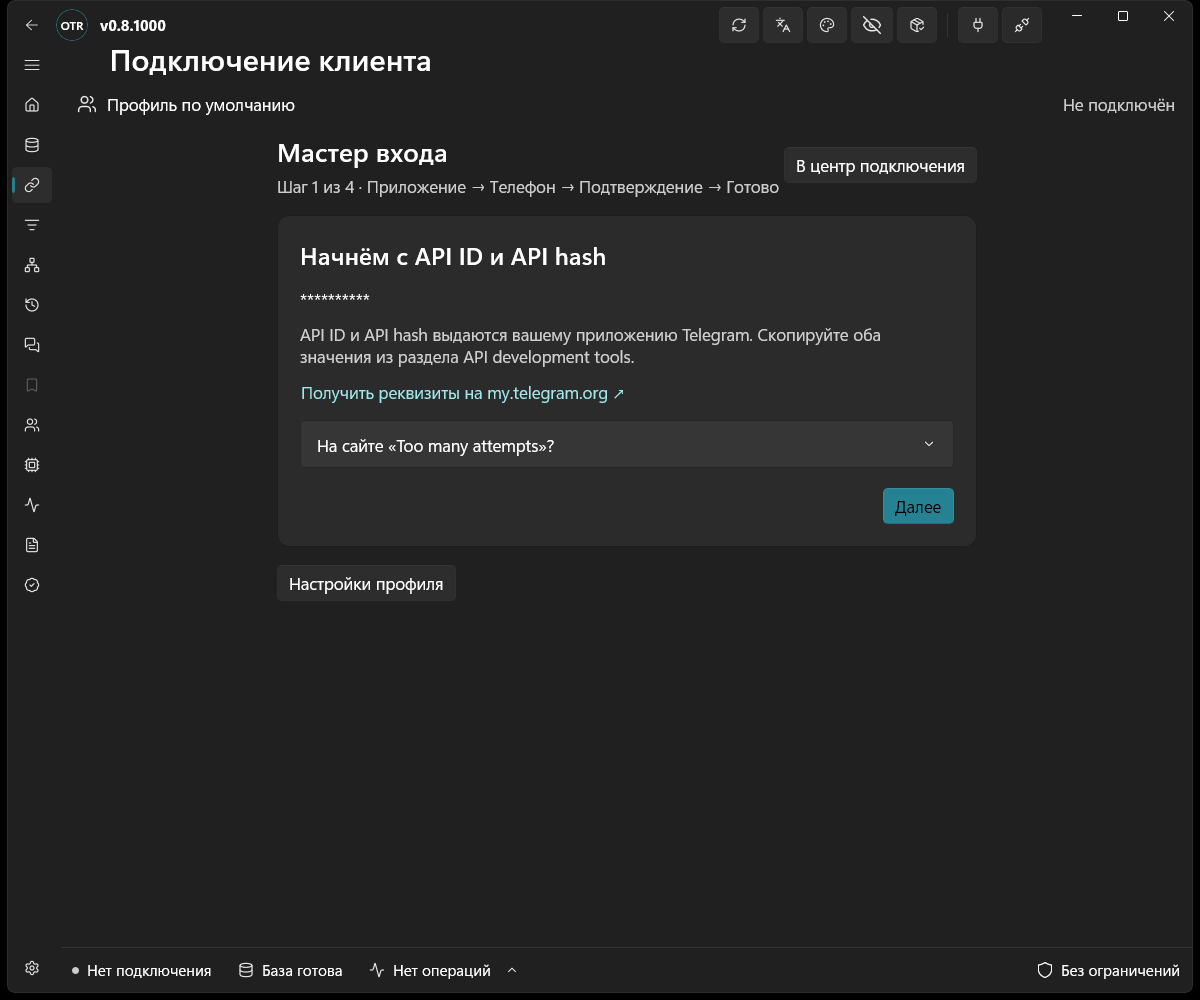 OTR v0.8.1000
Подключение клиента
Профиль по умолчанию
Не подключён
Мастер входа
В центр подключения
Шаг 1 из 4 · Приложение → Телефон → Подтверждение → Готово
Начнём с API ID и API hash
**********
API ID и API hash выдаются вашему приложению Telegram. Скопируйте оба
значения из раздела API development tools.
Получить реквизиты на my.telegram.org ↗
На сайте «Too many attempts»?
Далее
Настройки профиля
Нет подключения
База готова
Нет операций
Без ограничений